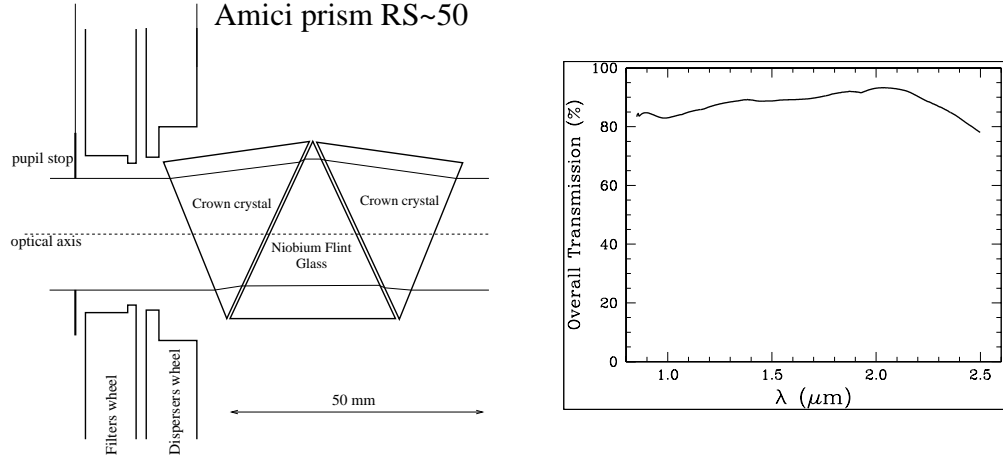 Amici prism RS~50
pupil stop
Crown crystal
Crown crystal
optical axis
Niobium Flint
Glass
Filters wheel
Dispersers wheel
50 mm
Overall Transmission (%)
100
80
60
40
20
0
1.0
1.5
2.0
2.5
λ (μm)